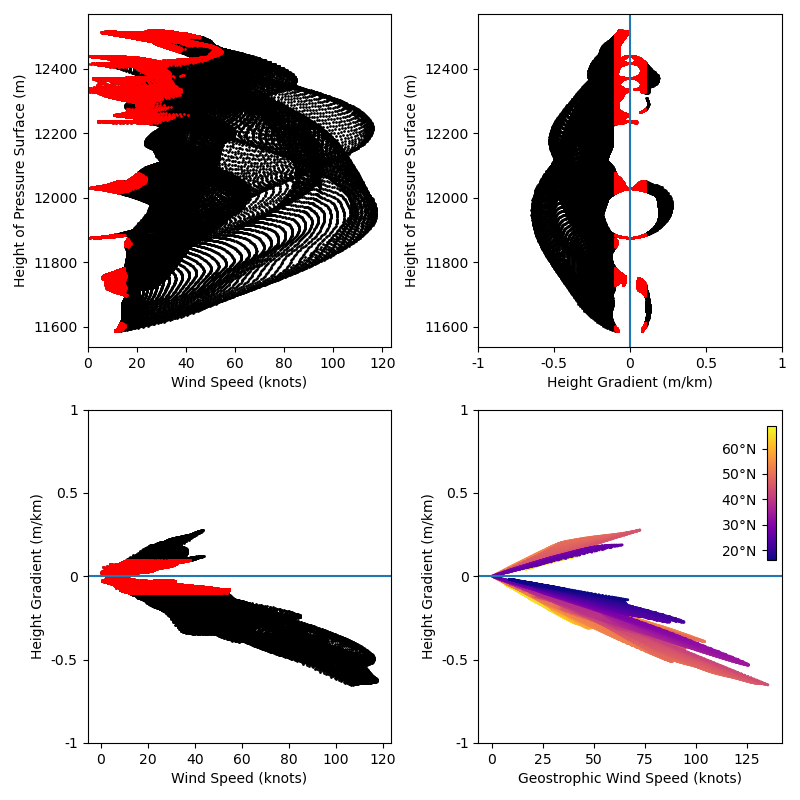 12400
12200
12000
11800
11600
Height of Pressure Surface (m)
0 20 40 60 80 100 120
Wind Speed (knots)
12400
12200
12000
11800
11600
Height of Pressure Surface (m)
-1 -0.5 0 0.5 1
Height Gradient (m/km)
1
0.5
0
-0.5
-1
Height Gradient (m/km)
0 20 40 60 80 100 120
Wind Speed (knots)
1
0.5
0
-0.5
-1
Height Gradient (m/km)
60°N
50°N
40°N
30°N
20°N
0 25 50 75 100 125
Geostrophic Wind Speed (knots)